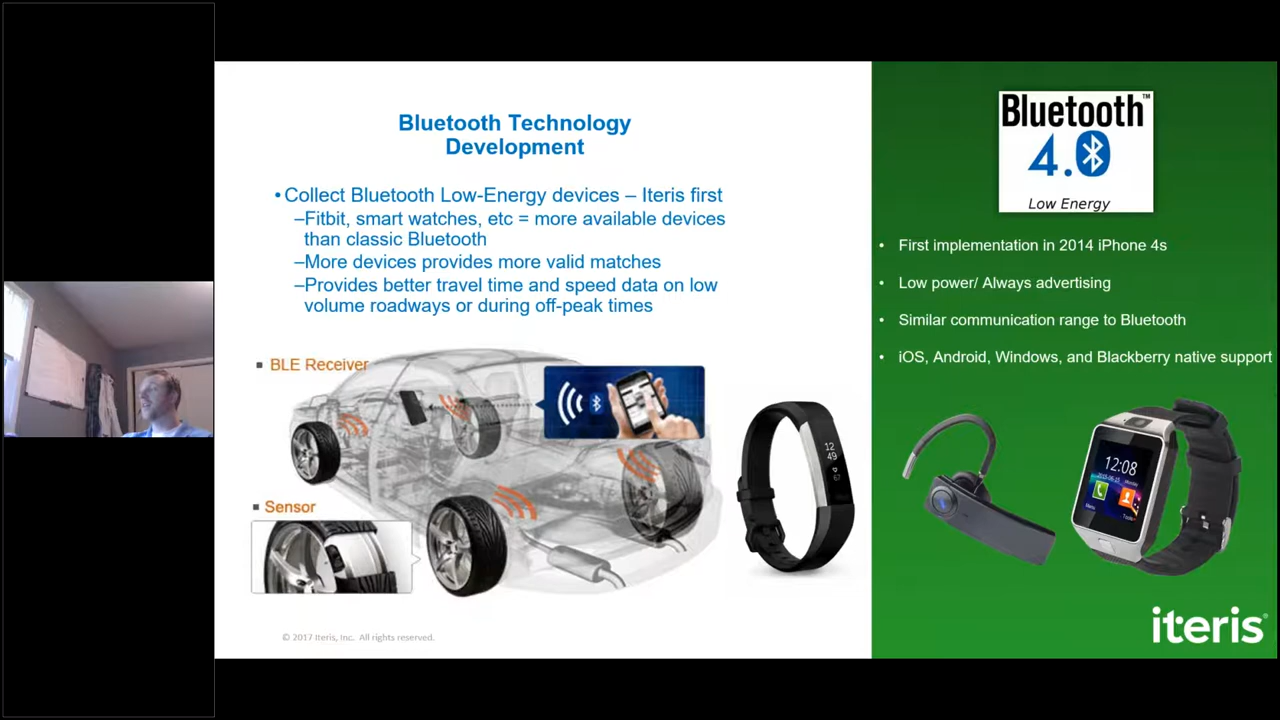 Bluetooth Technology
Development
•Collect Bluetooth Low-Energy devices – Iteris first
–Fitbit, smart watches, etc = more available devices
than classic Bluetooth
–More devices provides more valid matches
–Provides better travel time and speed data on low
volume roadways or during off-peak times
▪ BLE Receiver
▪ Sensor
12
49
© 2017 Iteris, Inc. All rights reserved.
Bluetooth™
4.0
Low Energy
• First implementation in 2014 iPhone 4s
• Low power/ Always advertising
• Similar communication range to Bluetooth
• iOS, Android, Windows, and Blackberry native support
12:08
iteris®